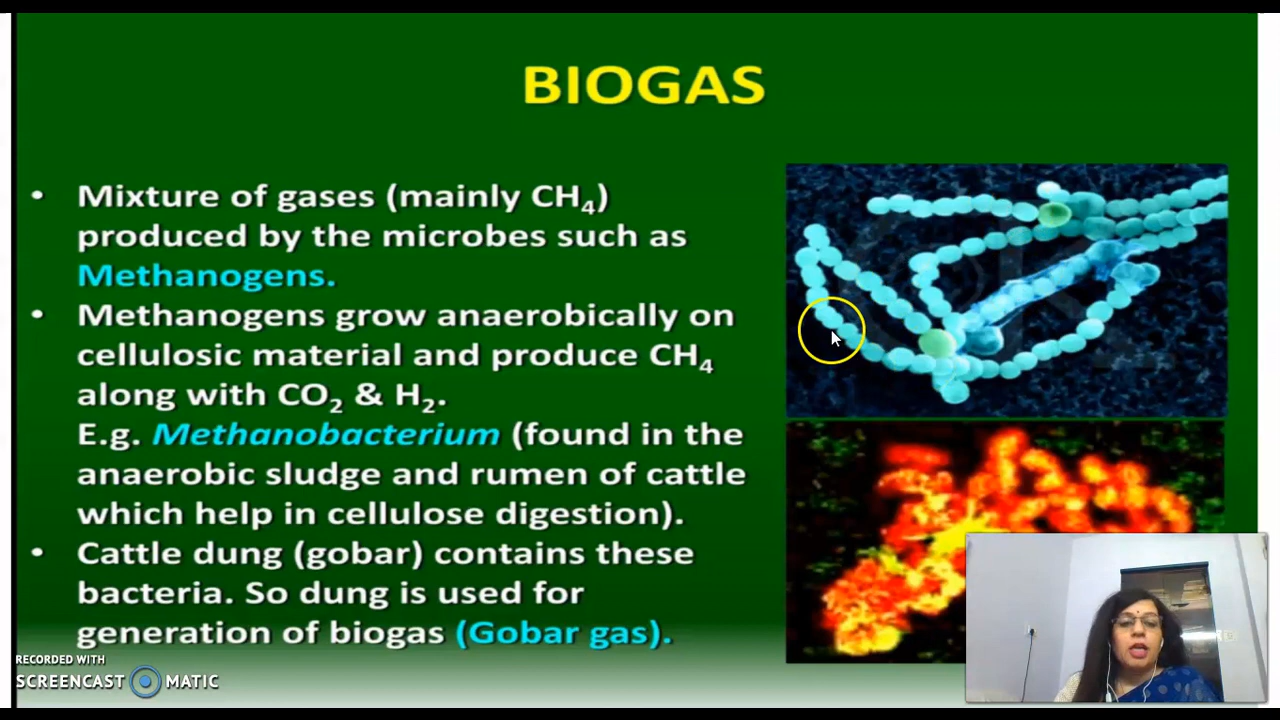 BIOGAS
• Mixture of gases (mainly CH₄)
produced by the microbes such as
Methanogens.
• Methanogens grow anaerobically on
cellulosic material and produce CH₄
along with CO₂ & H₂.
E.g. Methanobacterium (found in the
anaerobic sludge and rumen of cattle
which help in cellulose digestion).
• Cattle dung (gobar) contains these
bacteria. So dung is used for
generation of biogas (Gobar gas).
RECORDED WITH
SCREENCAST MATIC